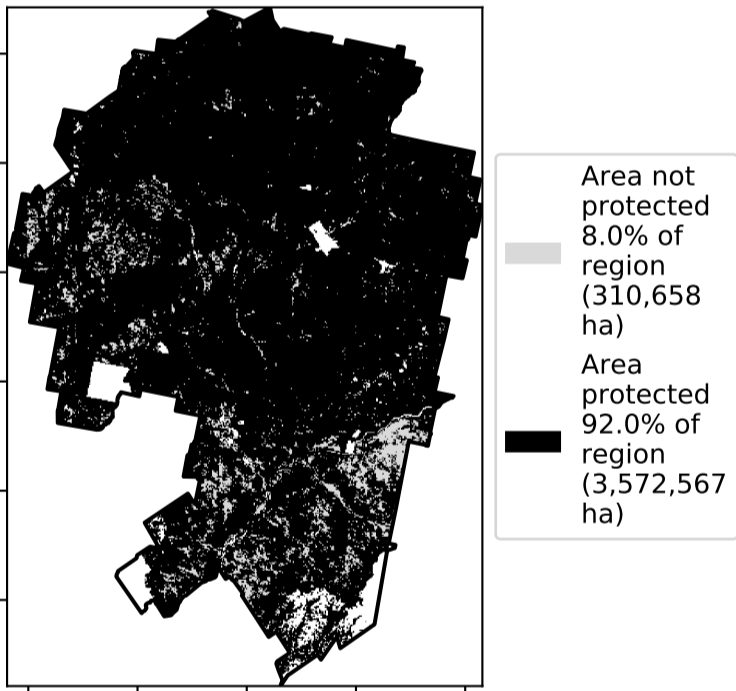 Area not
protected
8.0% of
region
(310,658
ha)
Area
protected
92.0% of
region
(3,572,567
ha)